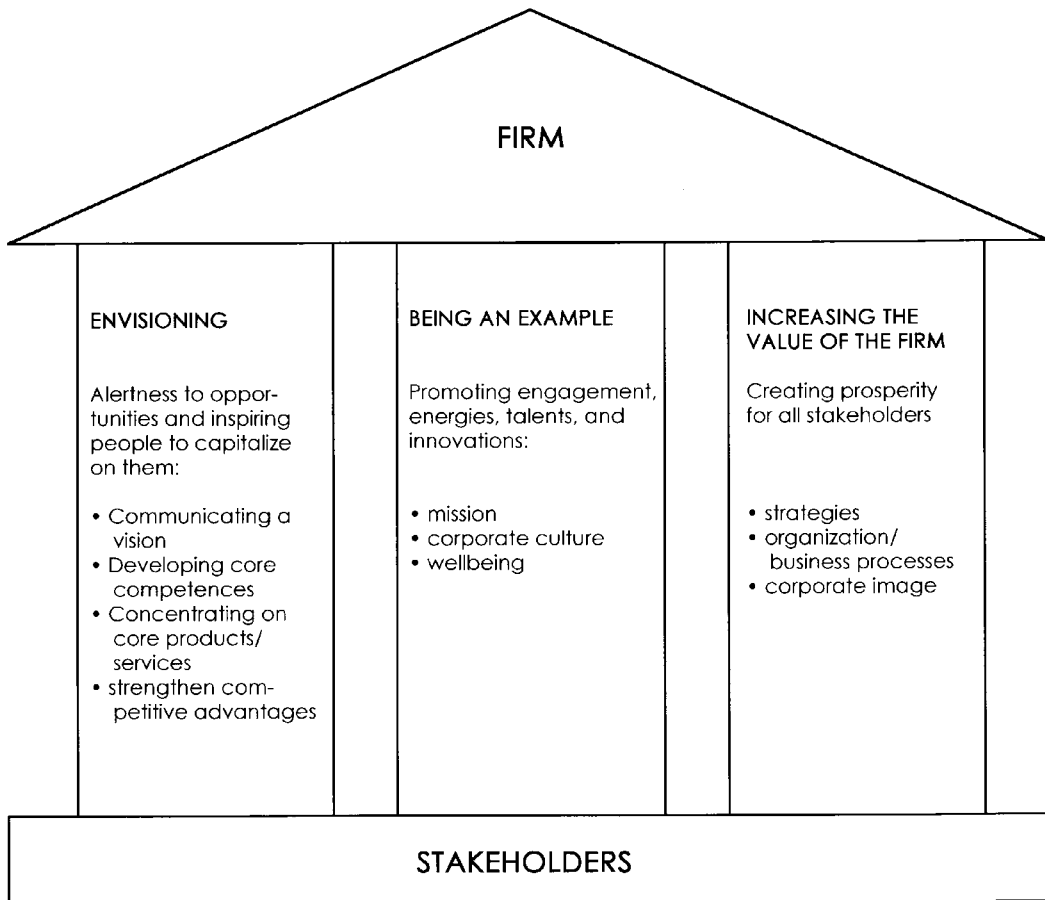 FIRM
ENVISIONING
Alertness to oppor-
tunities and inspiring
people to capitalize
on them:
• Communicating a
vision
• Developing core
competences
• Concentrating on
core products/
services
• strengthen com-
petitive advantages
BEING AN EXAMPLE
Promoting engagement,
energies, talents, and
innovations:
• mission
• corporate culture
• wellbeing
INCREASING THE
VALUE OF THE FIRM
Creating prosperity
for all stakeholders
• strategies
• organization/
business processes
• corporate image
STAKEHOLDERS